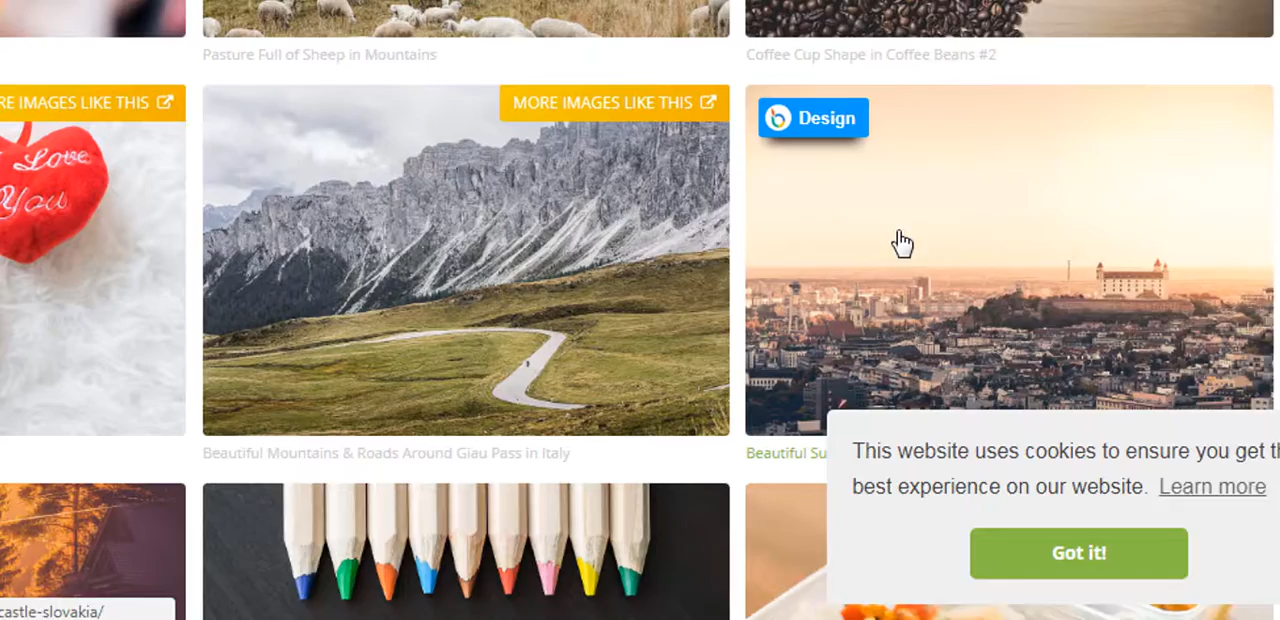 Pasture Full of Sheep in Mountains
Coffee Cup Shape in Coffee Beans #2
RE IMAGES LIKE THIS
MORE IMAGES LIKE THIS
Design
I Love
You
Beautiful Mountains & Roads Around Giau Pass in Italy
Beautiful Su
This website uses cookies to ensure you get th
best experience on our website. Learn more
Got it!
castle-slovakia/